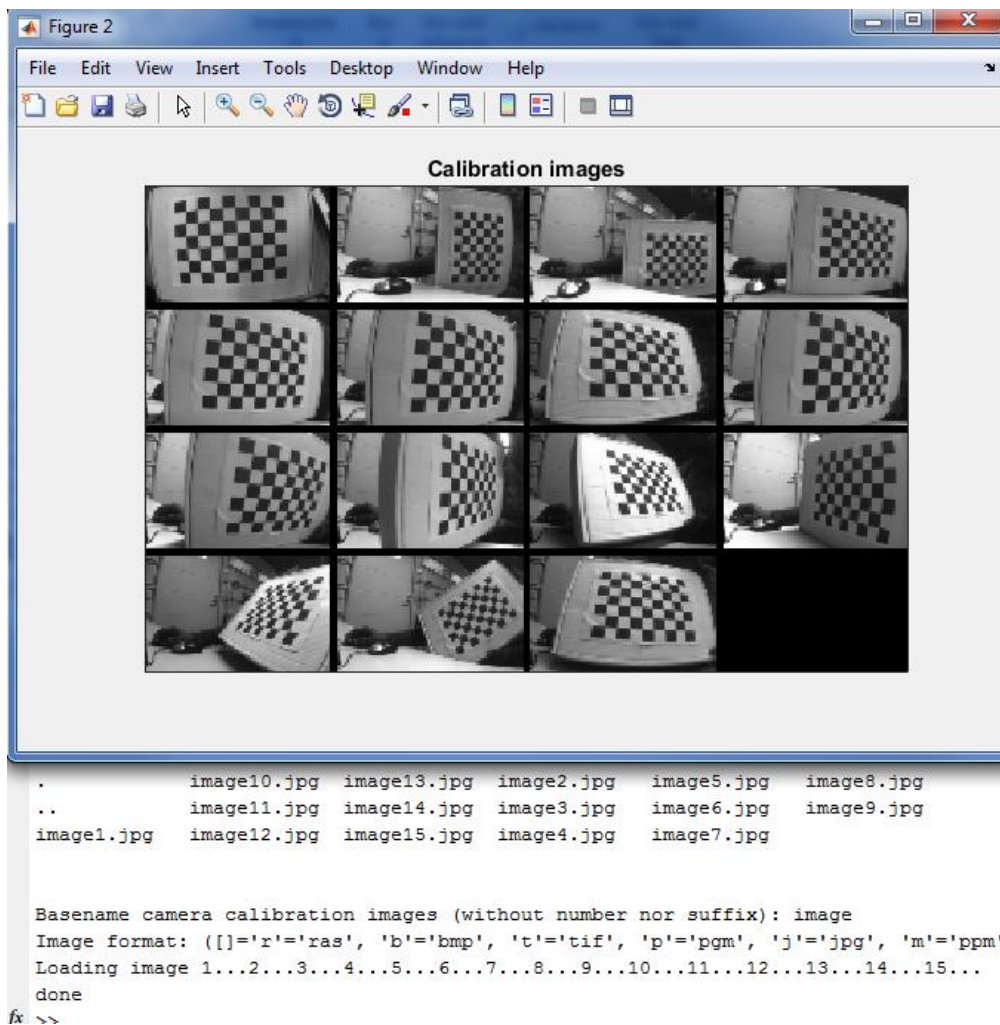 Figure 2
File Edit View Insert Tools Desktop Window Help
Calibration images
. image10.jpg image13.jpg image2.jpg image5.jpg image8.jpg
.. image11.jpg image14.jpg image3.jpg image6.jpg image9.jpg
image1.jpg image12.jpg image15.jpg image4.jpg image7.jpg
Basename camera calibration images (without number nor suffix): image
Image format: ([]='r'='ras', 'b'='bmp', 't'='tif', 'p'='pgm', 'j'='jpg', 'm'='ppm'
Loading image 1...2...3...4...5...6...7...8...9...10...11...12...13...14...15...
done
fx >>